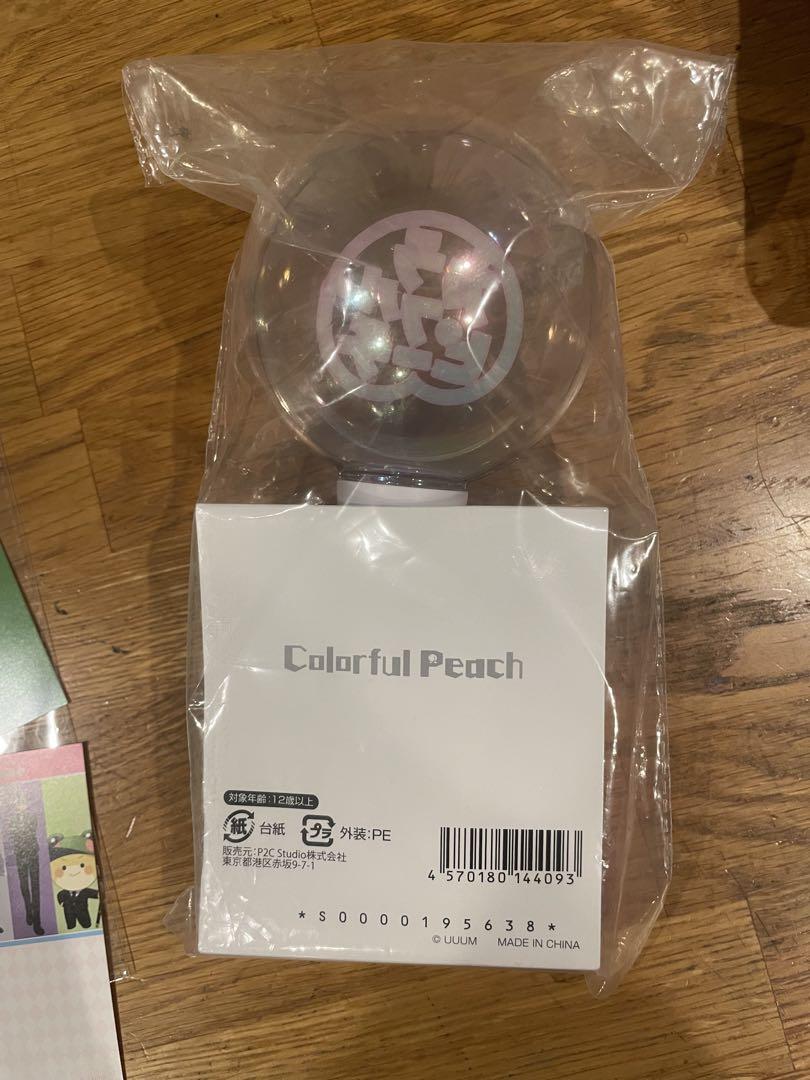 Colorful Peach
対象年齢:12歳以上
紙 台紙 プラ 外装:PE
販売元:P2C Studio株式会社
東京都港区赤坂9-7-1
4 570180 144093
*S0000195638*
© UUUM MADE IN CHINA